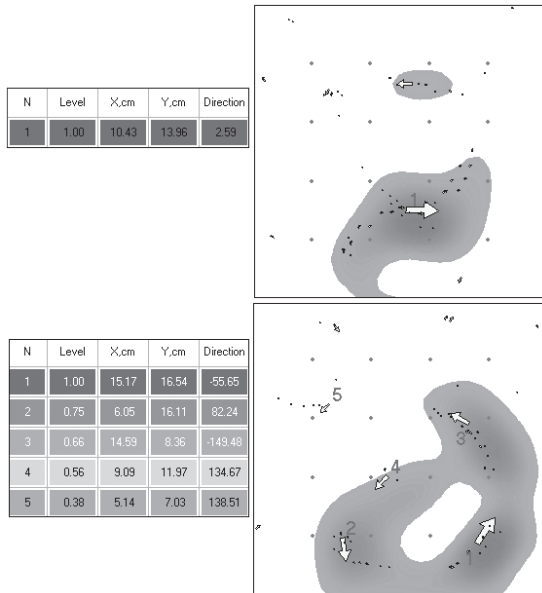 N Level X,cm Y,cm Direction
1 1.00 10.43 13.96 2.59
1
N Level X,cm Y,cm Direction
1 1.00 15.17 16.54 -55.65
2 0.75 6.05 16.11 82.24
3 0.66 14.59 8.36 -149.48
4 0.56 9.09 11.97 134.67
5 0.38 5.14 7.03 138.51
5
3
4
2
1